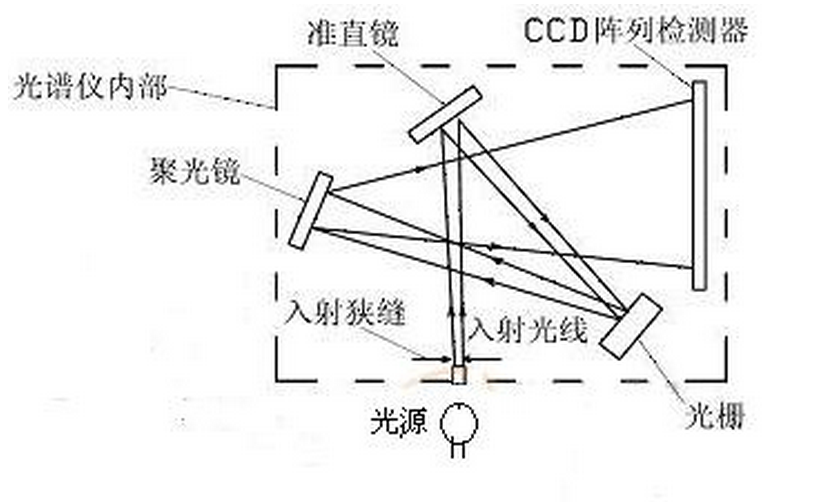 准直镜
CCD阵列检测器
光谱仪内部
聚光镜
入射狭缝
入射光线
光源
光栅